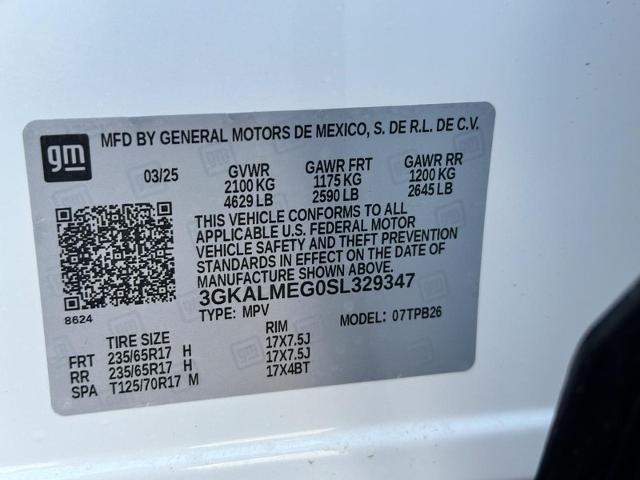 gm
MFD BY GENERAL MOTORS DE MEXICO, S. DE R.L. DE C.V.
03/25 GVWR GAWR FRT GAWR RR
2100 KG 1175 KG 1200 KG
4629 LB 2590 LB 2645 LB
THIS VEHICLE CONFORMS TO ALL
APPLICABLE U.S. FEDERAL MOTOR
VEHICLE SAFETY AND THEFT PREVENTION
STANDARDS IN EFFECT ON THE DATE OF
MANUFACTURE SHOWN ABOVE.
3GKALMEG0SL329347
8624 TYPE: MPV MODEL: 07TPB26
TIRE SIZE RIM
FRT 235/65R17 H 17X7.5J
RR 235/65R17 H 17X7.5J
SPA T125/70R17 M 17X4BT